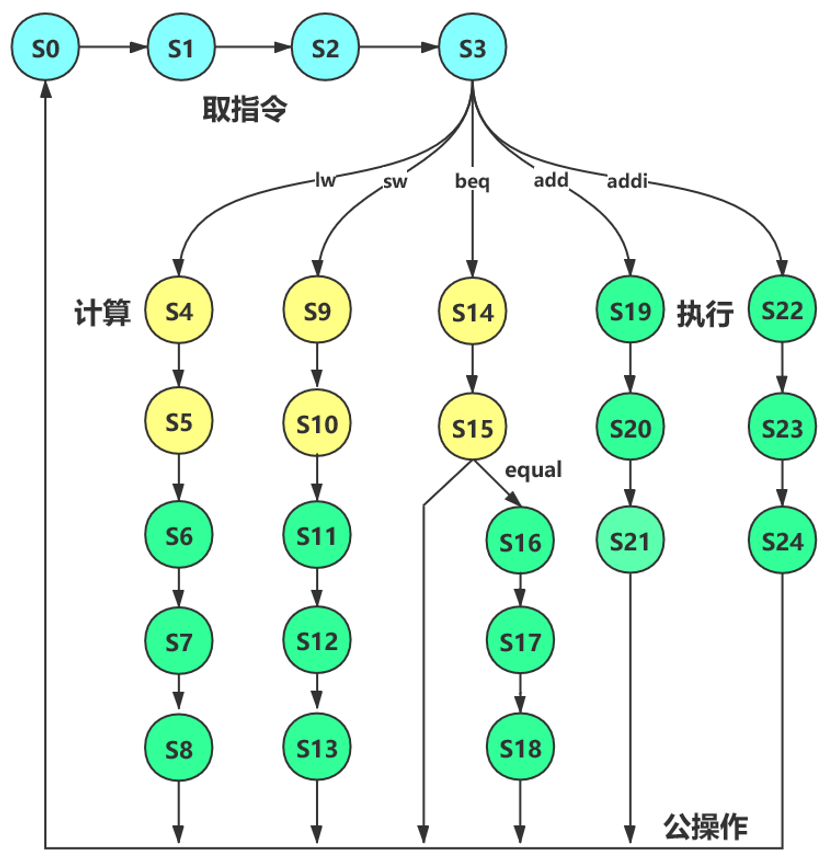 S0 S1 S2 S3
取指令
lw sw beq add addi
计算 S4 S9 S14 S19 执行 S22
S5 S10 S15 S20 S23
equal
S6 S11 S16 S21 S24
S7 S12 S17
S8 S13 S18
公操作